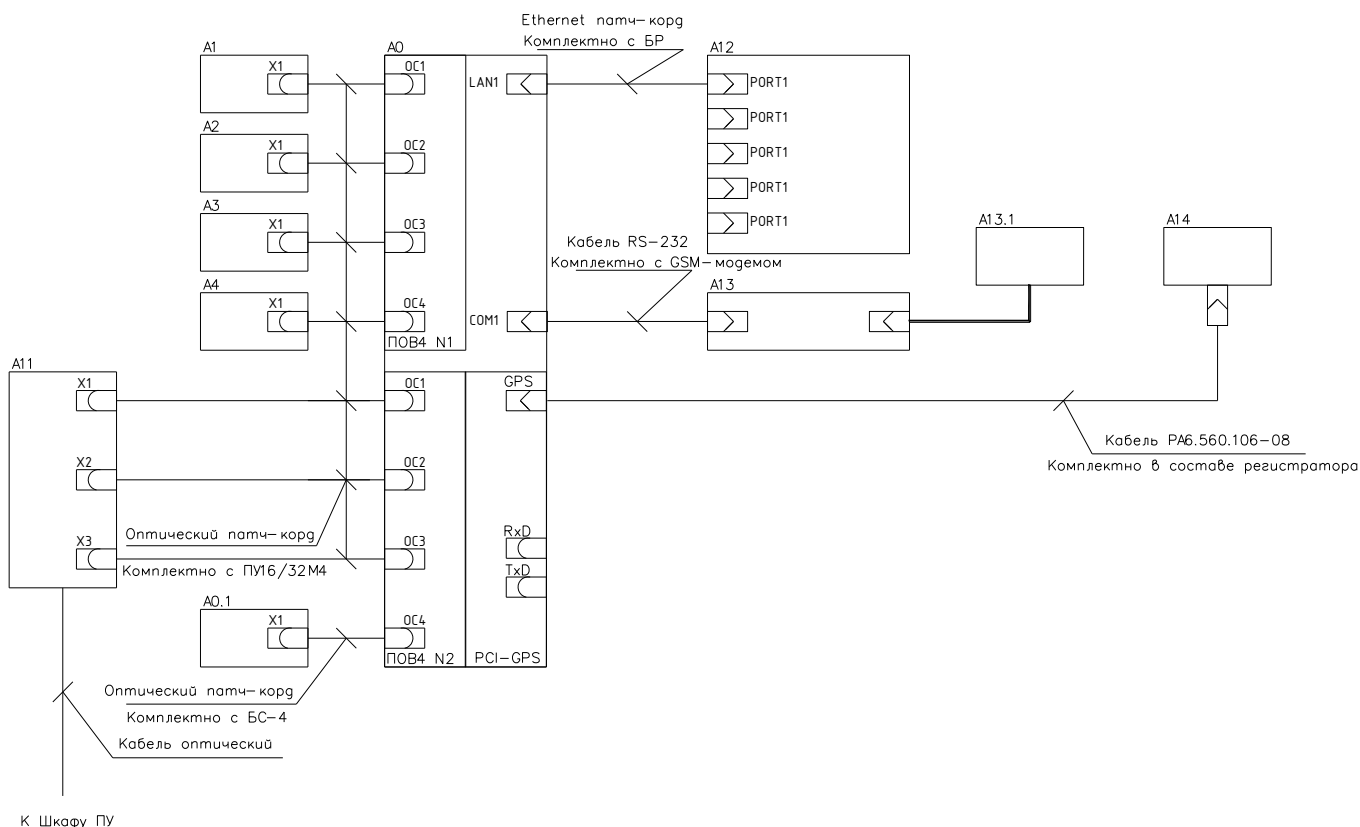 Ethernet патч-корд
Комплектно с БР
A1
A0
A12
X1
OC1
LAN1
PORT1
PORT1
A2
X1
OC2
PORT1
PORT1
A3
X1
OC3
PORT1
Кабель RS-232
Комплектно с GSM-модемом
A13.1
A14
A4
A13
X1
OC4
COM1
ПОВ4 N1
A11
X1
OC1
GPS
Кабель РА6.560.106-08
Комплектно в составе регистратора
X2
OC2
Оптический патч-корд
X3
OC3
RxD
Комплектно с ПУ16/32М4
TxD
A0.1
X1
OC4
ПОВ4 N2
PCI-GPS
Оптический патч-корд
Комплектно с БС-4
Кабель оптический
К Шкафу ПУ